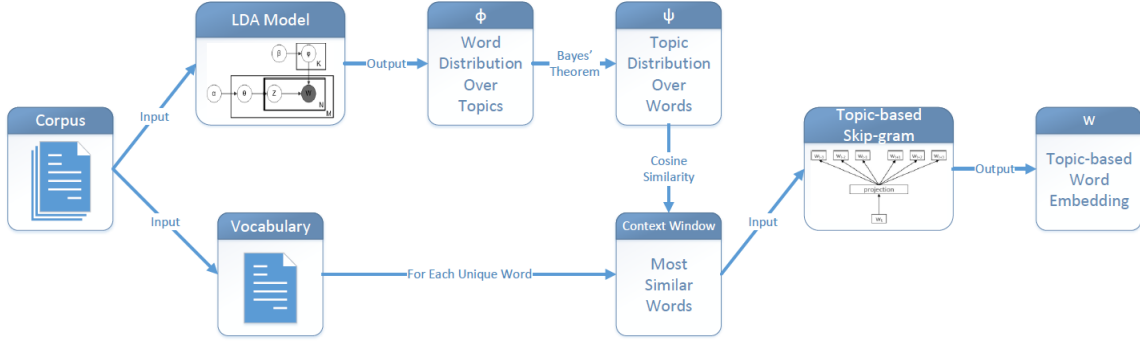 LDA Model
β
φ
K
α
θ
Z
W
N
M
Output
ϕ
Word
Distribution
Over
Topics
Bayes'
Theorem
ψ
Topic
Distribution
Over
Words
Corpus
Input
Input
Cosine
Similarity
Vocabulary
For Each Unique Word
Context Window
Most
Similar
Words
Input
Topic-based
Skip-gram
projection
Output
W
Topic-based
Word
Embedding